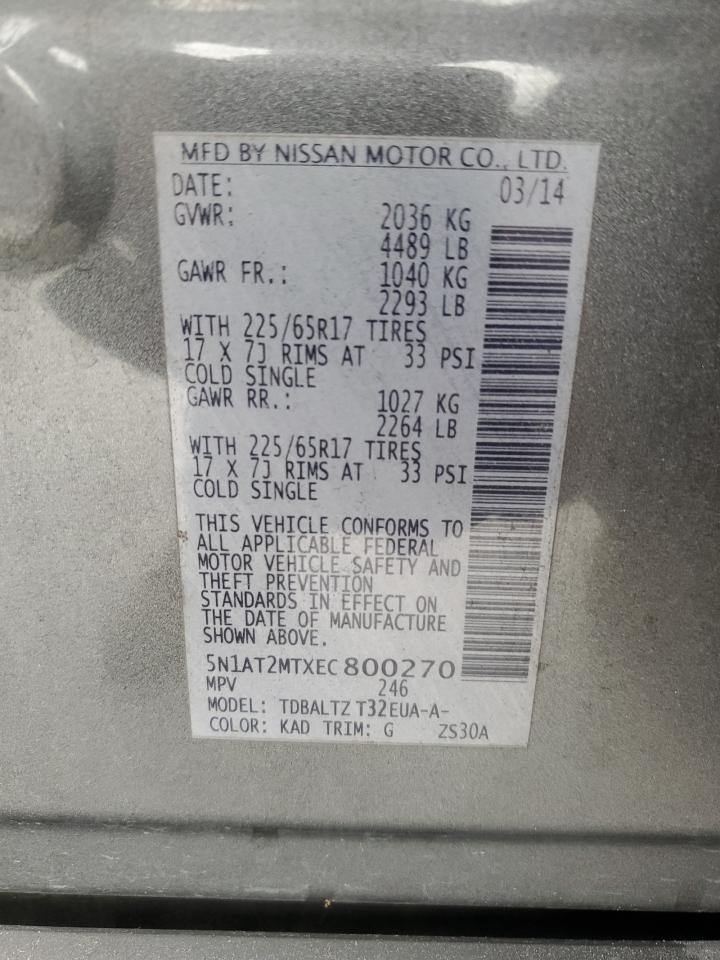 MFD BY NISSAN MOTOR CO., LTD.
DATE: 03/14
GVWR: 2036 KG
4489 LB
GAWR FR.: 1040 KG
2293 LB
WITH 225/65R17 TIRES
17 X 7J RIMS AT 33 PSI
COLD SINGLE
GAWR RR.: 1027 KG
2264 LB
WITH 225/65R17 TIRES
17 X 7J RIMS AT 33 PSI
COLD SINGLE
THIS VEHICLE CONFORMS TO
ALL APPLICABLE FEDERAL
MOTOR VEHICLE SAFETY AND
THEFT PREVENTION
STANDARDS IN EFFECT ON
THE DATE OF MANUFACTURE
SHOWN ABOVE.
5N1AT2MTXEC800270
MPV 246
MODEL: TDBALTZ T32EUA-A-
COLOR: KAD TRIM: G ZS30A